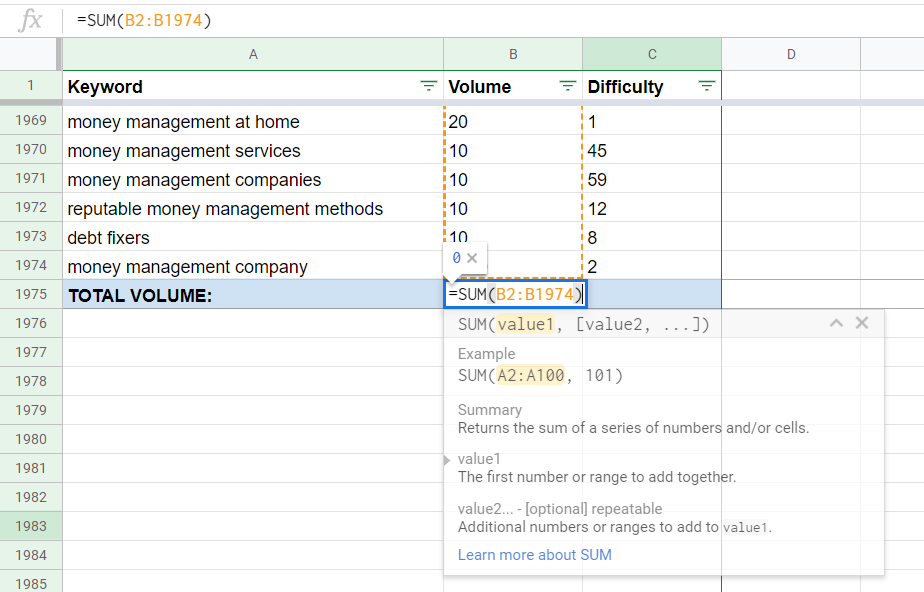 fx =SUM(B2:B1974)
A B C D
1 Keyword Volume Difficulty
1969 money management at home 20 1
1970 money management services 10 45
1971 money management companies 10 59
1972 reputable money management methods 10 12
1973 debt fixers 10 8
0 ×
1974 money management company 2
1975 TOTAL VOLUME: =SUM(B2:B1974)
1976 SUM(value1, [value2, ...])
1977 Example
1978 SUM(A2:A100, 101)
1979 Summary
1980 Returns the sum of a series of numbers and/or cells.
1981 value1
The first number or range to add together.
1982 value2... - [optional] repeatable
1983 Additional numbers or ranges to add to value1.
1984 Learn more about SUM
1985